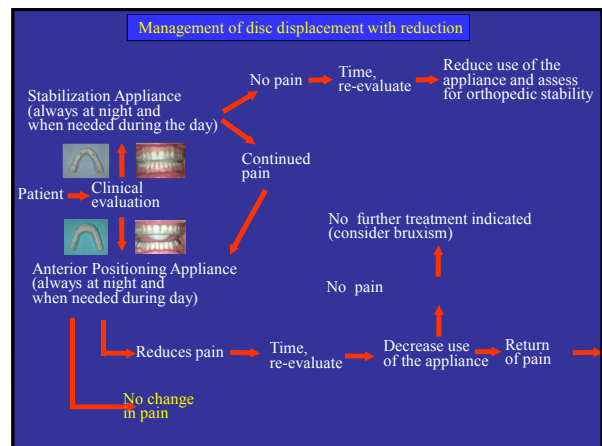 Management of disc displacement with reduction
Stabilization Appliance
(always at night and
when needed during the day)
No pain
Time,
re-evaluate
Reduce use of the
appliance and assess
for orthopedic stability
Continued
pain
Patient
Clinical
evaluation
Anterior Positioning Appliance
(always at night and
when needed during day)
No further treatment indicated
(consider bruxism)
No pain
Reduces pain
Time,
re-evaluate
Decrease use
of the appliance
Return
of pain
No change
in pain